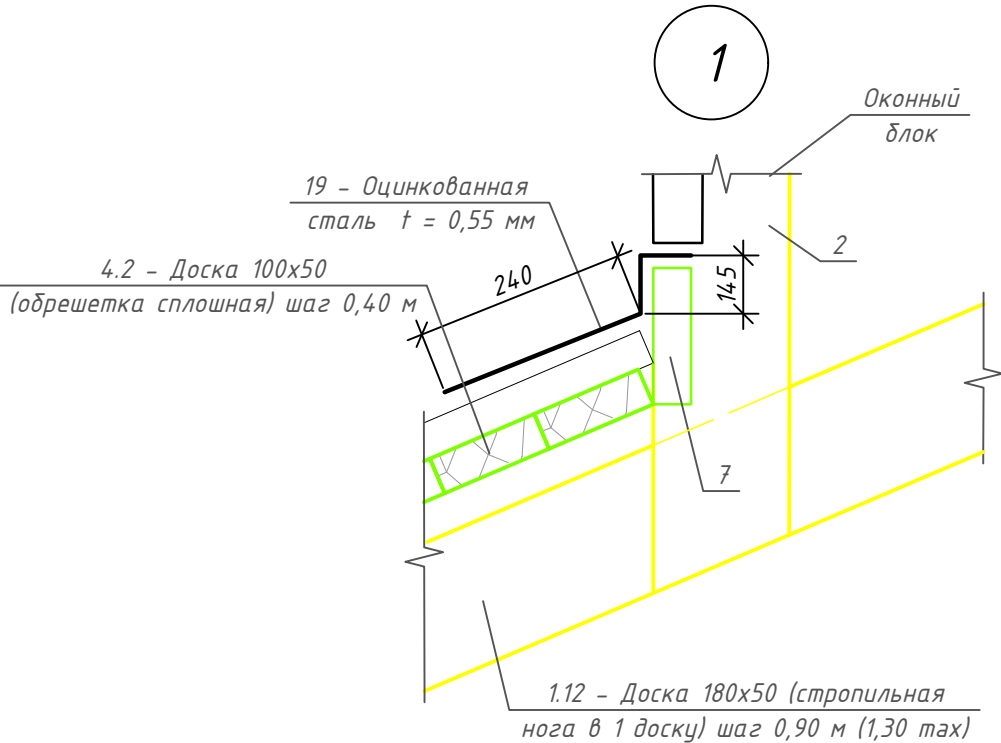 1
Оконный
блок
19 - Оцинкованная
сталь t = 0,55 мм
2
4.2 - Доска 100х50
(обрешетка сплошная) шаг 0,40 м
240
145
7
1.12 - Доска 180х50 (стропильная
нога в 1 доску) шаг 0,90 м (1,30 max)